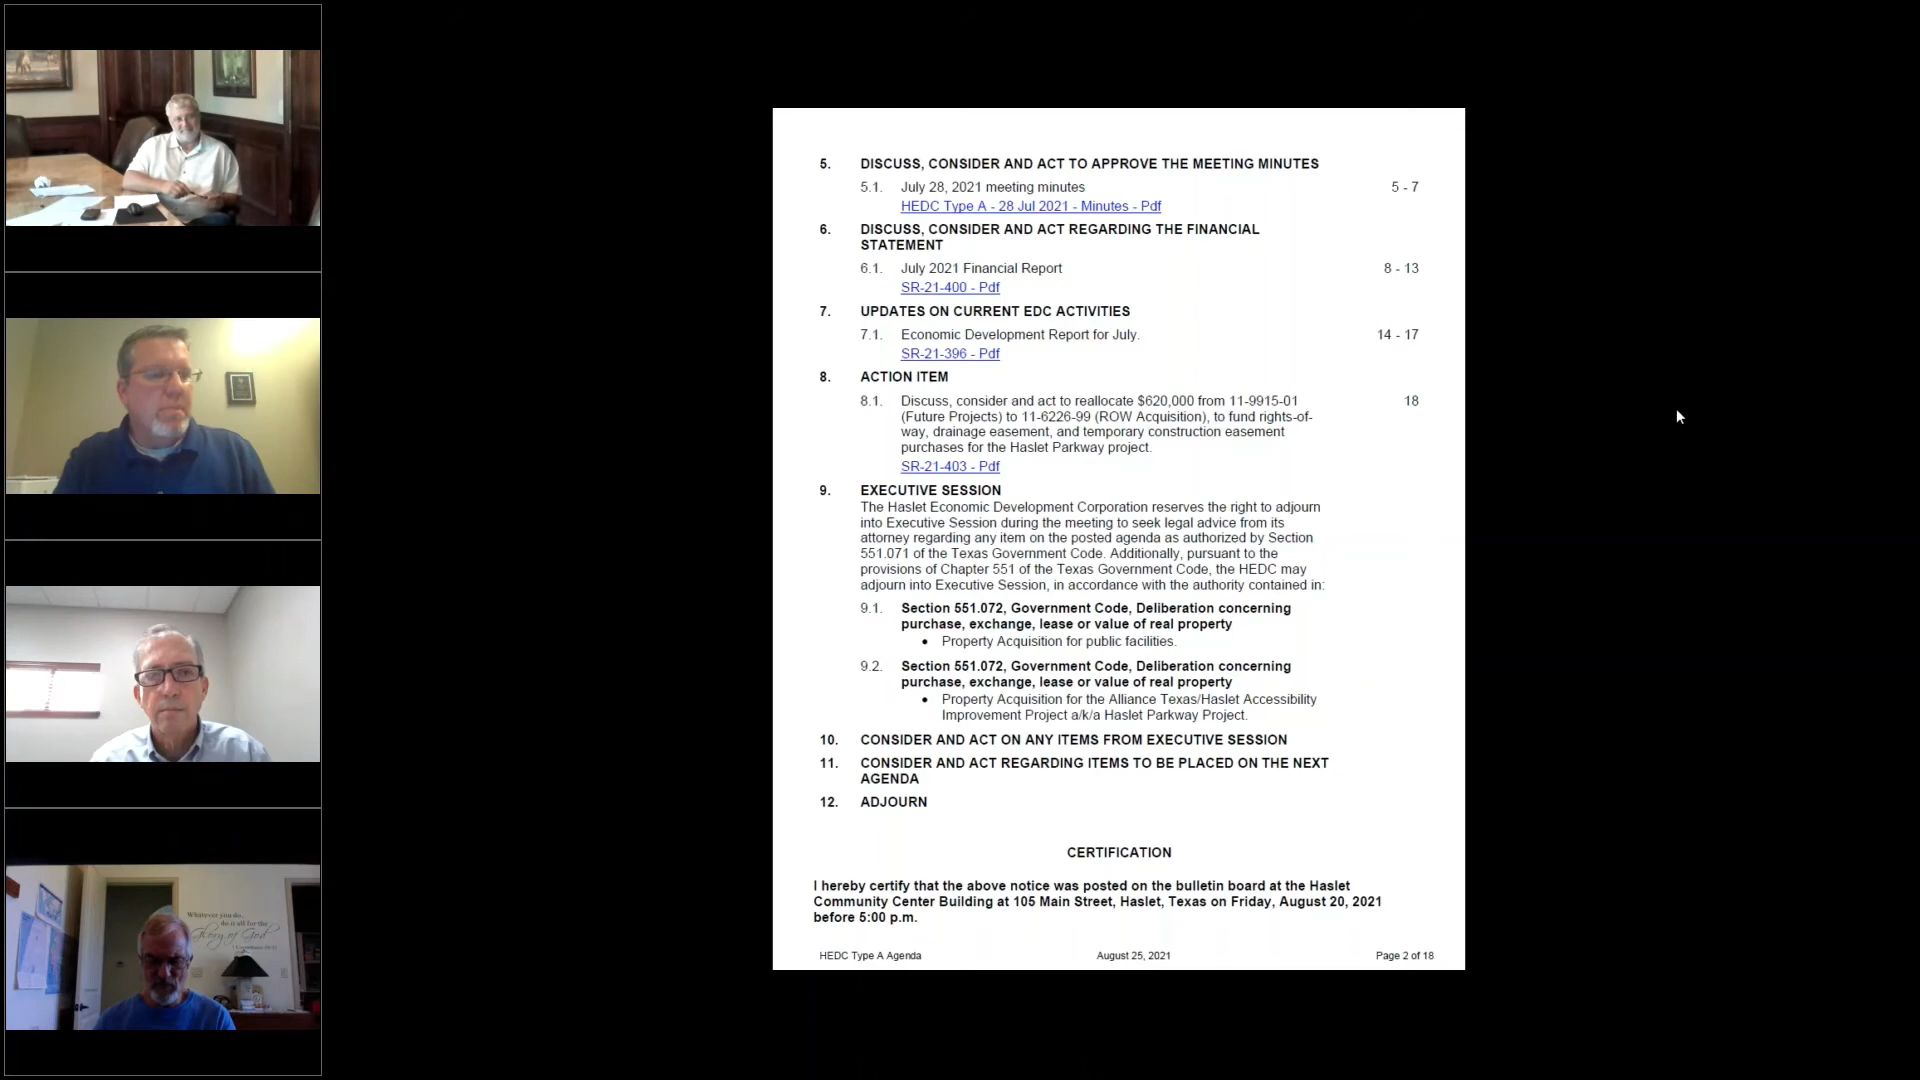 5. DISCUSS, CONSIDER AND ACT TO APPROVE THE MEETING MINUTES
5.1. July 28, 2021 meeting minutes 5 - 7
HEDC Type A - 28 Jul 2021 - Minutes - Pdf
6. DISCUSS, CONSIDER AND ACT REGARDING THE FINANCIAL
STATEMENT
6.1. July 2021 Financial Report 8 - 13
SR-21-400 - Pdf
7. UPDATES ON CURRENT EDC ACTIVITIES
7.1. Economic Development Report for July. 14 - 17
SR-21-396 - Pdf
8. ACTION ITEM
8.1. Discuss, consider and act to reallocate $620,000 from 11-9915-01 18
(Future Projects) to 11-6226-99 (ROW Acquisition), to fund rights-of-
way, drainage easement, and temporary construction easement
purchases for the Haslet Parkway project.
SR-21-403 - Pdf
9. EXECUTIVE SESSION
The Haslet Economic Development Corporation reserves the right to adjourn
into Executive Session during the meeting to seek legal advice from its
attorney regarding any item on the posted agenda as authorized by Section
551.071 of the Texas Government Code. Additionally, pursuant to the
provisions of Chapter 551 of the Texas Government Code, the HEDC may
adjourn into Executive Session, in accordance with the authority contained in:
9.1. Section 551.072, Government Code, Deliberation concerning
purchase, exchange, lease or value of real property
• Property Acquisition for public facilities.
9.2. Section 551.072, Government Code, Deliberation concerning
purchase, exchange, lease or value of real property
• Property Acquisition for the Alliance Texas/Haslet Accessibility
Improvement Project a/k/a Haslet Parkway Project.
10. CONSIDER AND ACT ON ANY ITEMS FROM EXECUTIVE SESSION
11. CONSIDER AND ACT REGARDING ITEMS TO BE PLACED ON THE NEXT
AGENDA
12. ADJOURN
CERTIFICATION
I hereby certify that the above notice was posted on the bulletin board at the Haslet
Community Center Building at 105 Main Street, Haslet, Texas on Friday, August 20, 2021
before 5:00 p.m.
HEDC Type A Agenda August 25, 2021 Page 2 of 18
Whatever you do,
do it all for the
Glory of God